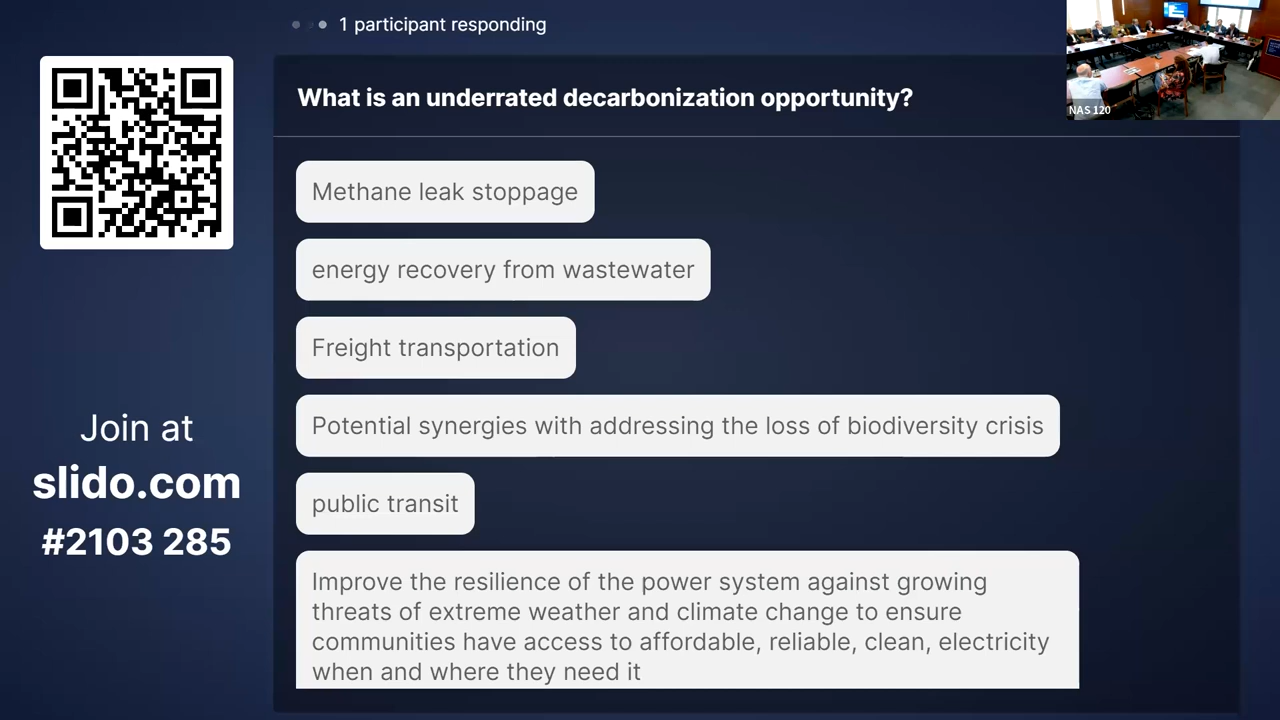 1 participant responding
What is an underrated decarbonization opportunity?
NAS 120
Methane leak stoppage
energy recovery from wastewater
Freight transportation
Potential synergies with addressing the loss of biodiversity crisis
public transit
Improve the resilience of the power system against growing
threats of extreme weather and climate change to ensure
communities have access to affordable, reliable, clean, electricity
when and where they need it
Join at
slido.com
#2103 285